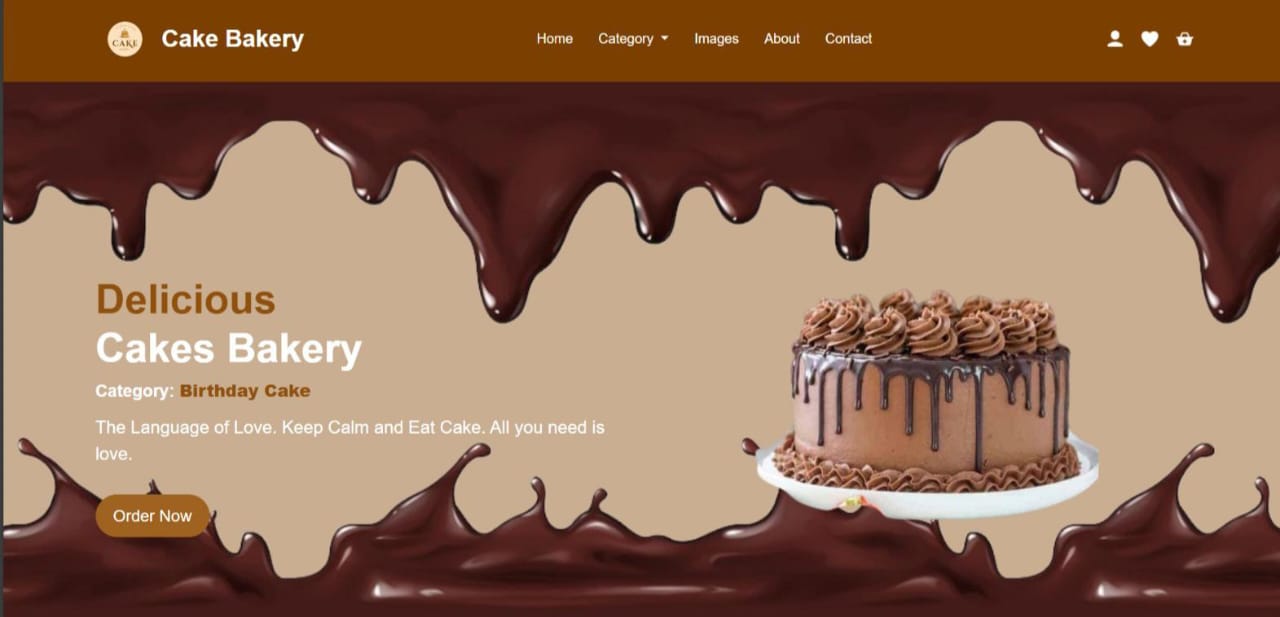 CAKE
Cake Bakery
Home
Category
Images
About
Contact
Delicious
Cakes Bakery
Category: Birthday Cake
The Language of Love. Keep Calm and Eat Cake. All you need is
love.
Order Now